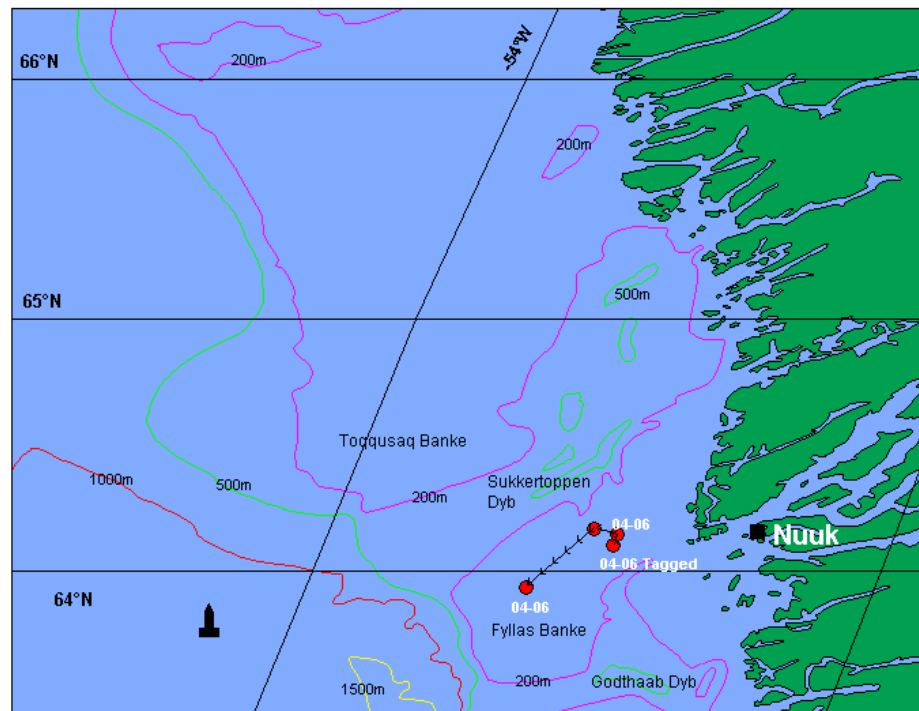 -54°W
66°N
200m
200m
500m
65°N
Toqqusaq Banke
1000m
500m
200m
Sukkertoppen
Dyb
04-06
Nuuk
04-06 Tagged
64°N
04-06
Fyllas Banke
200m
Godthaab Dyb
1500m